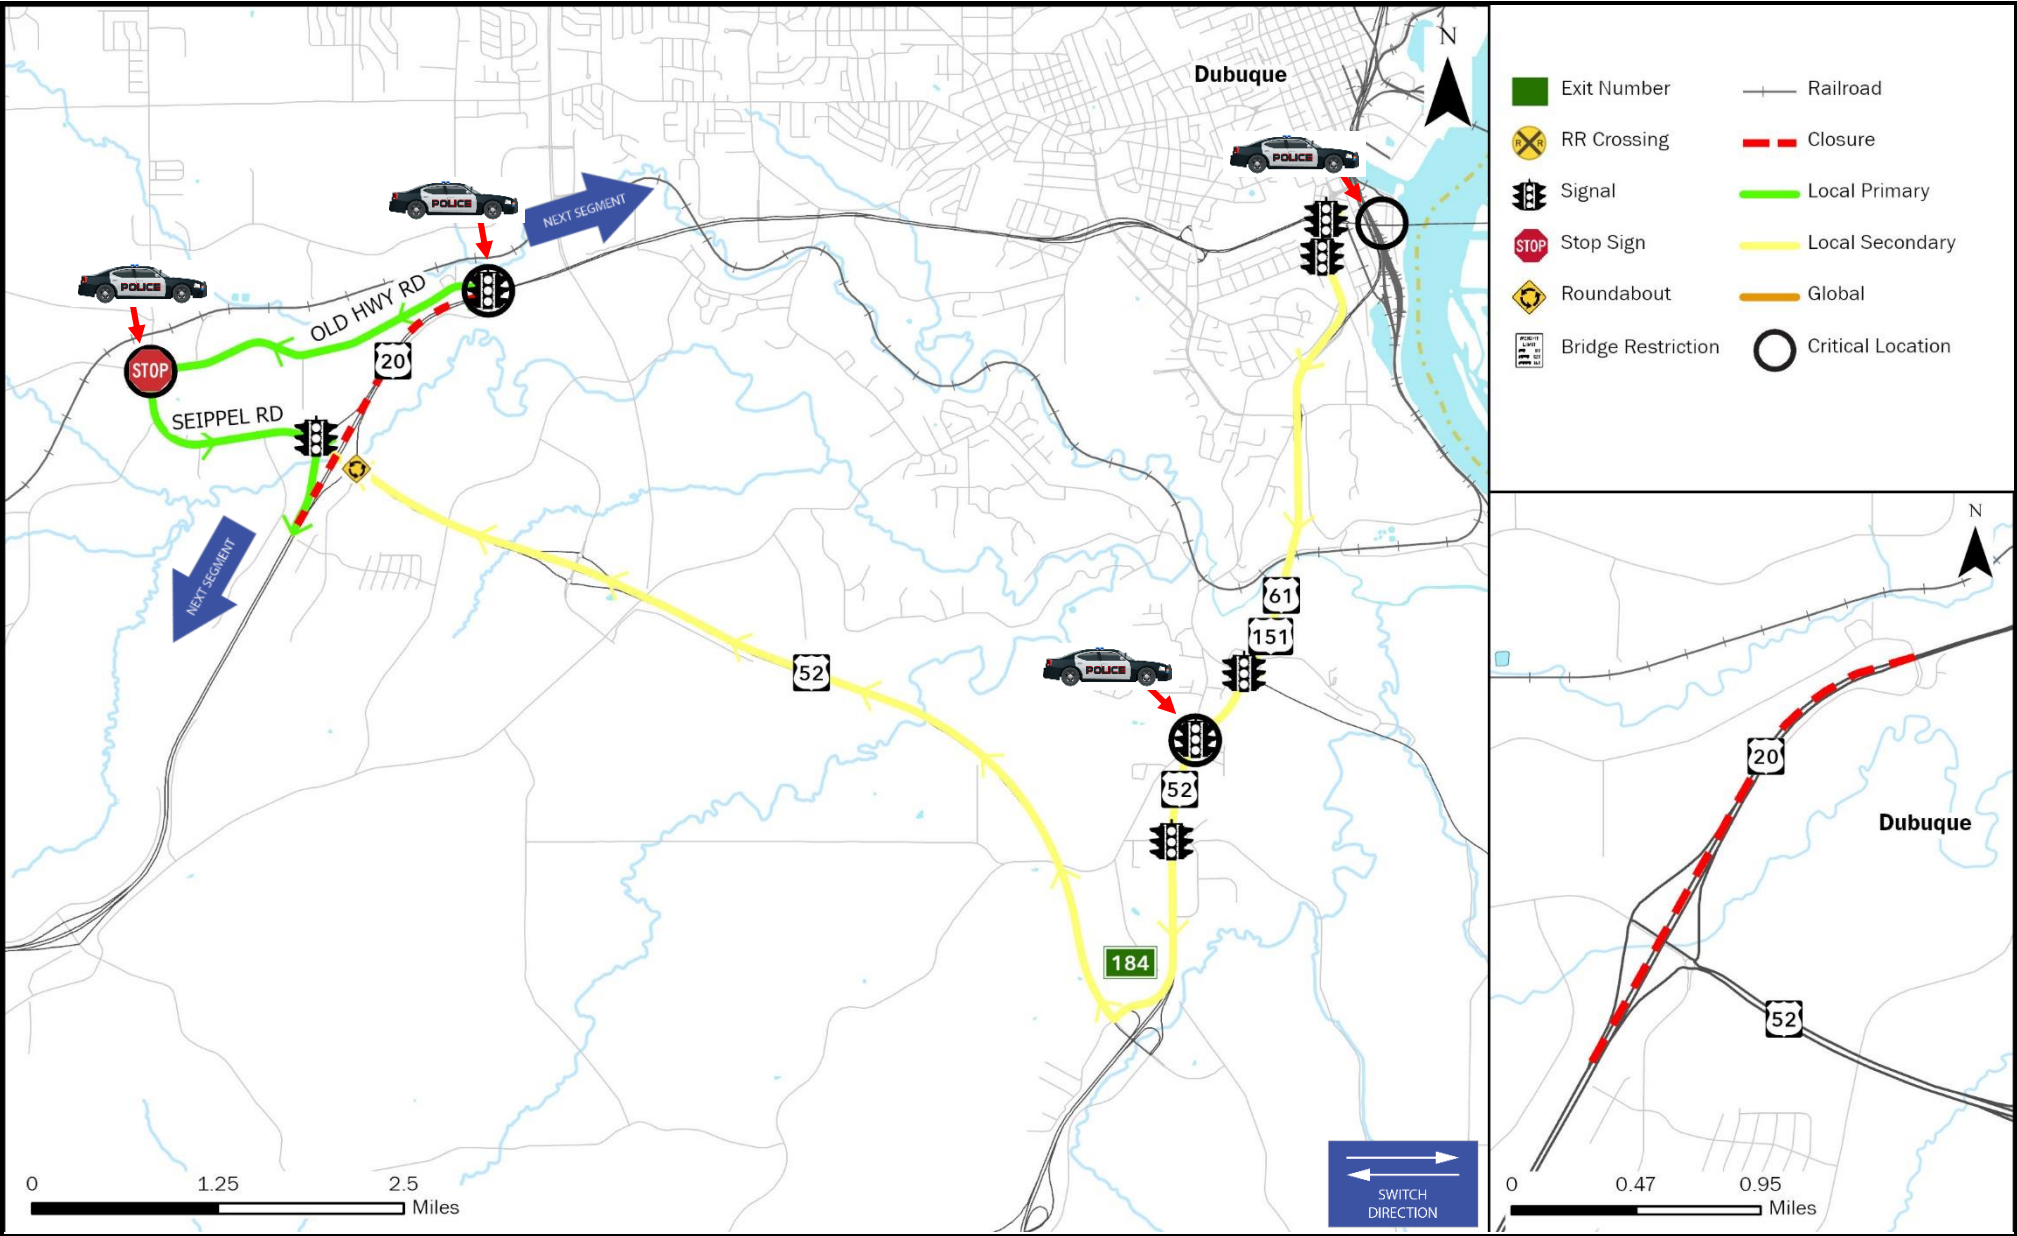 Dubuque
N
POLICE
POLICE
NEXT SEGMENT
POLICE
OLD HWY RD
STOP
20
SEIPPEL RD
NEXT SEGMENT
61
151
52
POLICE
52
184
0 1.25 2.5
Miles
SWITCH
DIRECTION
Exit Number
Railroad
R R
RR Crossing
Closure
Signal
Local Primary
STOP
Stop Sign
Local Secondary
Roundabout
Global
WEIGHT
LIMIT
Bridge Restriction
Critical Location
N
20
Dubuque
52
0 0.47 0.95
Miles